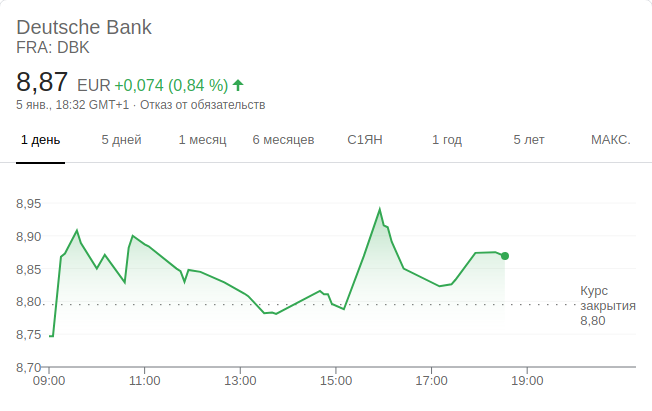 Deutsche Bank
FRA: DBK
8,87 EUR +0,074 (0,84 %)
5 янв., 18:32 GMT+1 · Отказ от обязательств
1 день 5 дней 1 месяц 6 месяцев С1ЯН 1 год 5 лет МАКС.
8,95
8,90
8,85
8,80
8,75
8,70
Курс
закрытия
8,80
09:00 11:00 13:00 15:00 17:00 19:00